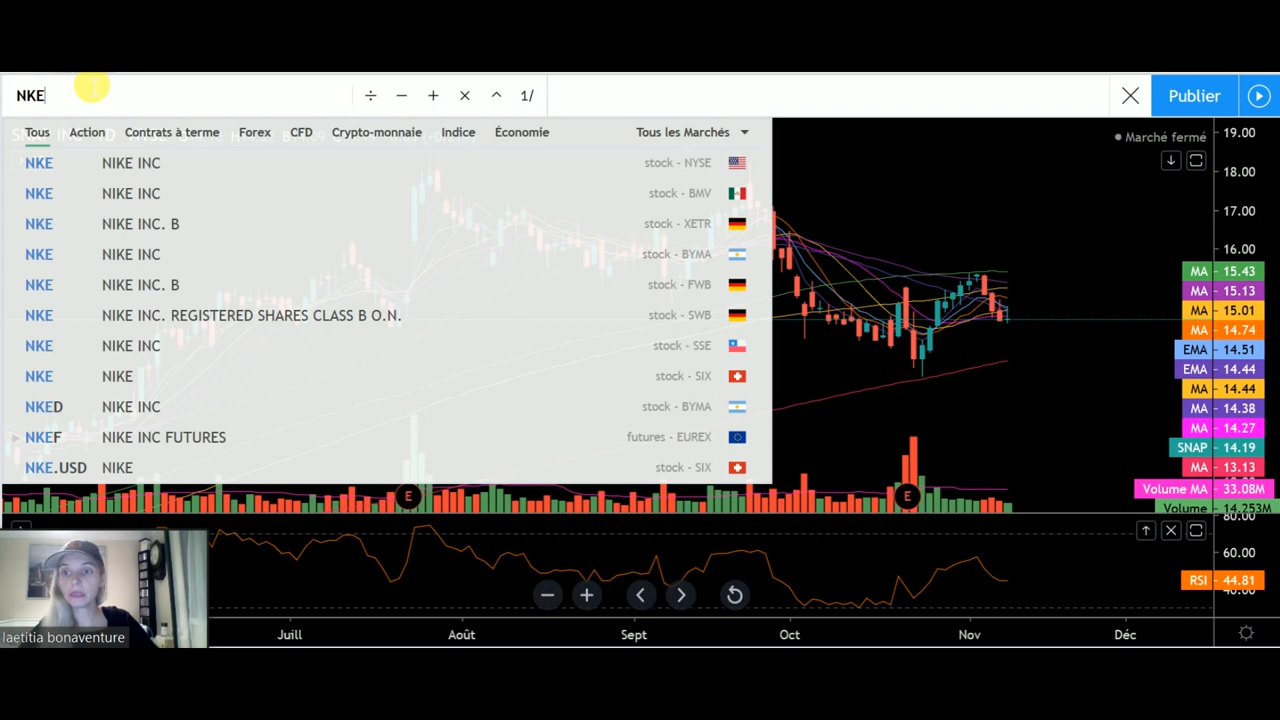 NKE
÷ − + × ^ 1/
Publier
Tous Action Contrats à terme Forex CFD Crypto-monnaie Indice Économie Tous les Marchés
NKE NIKE INC stock - NYSE
NKE NIKE INC stock - BMV
NKE NIKE INC. B stock - XETR
NKE NIKE INC stock - BYMA
NKE NIKE INC. B stock - FWB
NKE NIKE INC. REGISTERED SHARES CLASS B O.N. stock - SWB
NKE NIKE INC stock - SSE
NKE NIKE stock - SIX
NKED NIKE INC stock - BYMA
NKEF NIKE INC FUTURES futures - EUREX
NKE.USD NIKE stock - SIX
Marché fermé
19.00
18.00
17.00
16.00
MA 15.43
MA 15.13
MA 15.01
MA 14.74
EMA 14.51
EMA 14.44
MA 14.44
MA 14.38
MA 14.27
SNAP 14.19
MA 13.13
Volume MA 33.08M
Volume 14.253M
E E
80.00
60.00
RSI 44.81
40.00
laetitia bonaventure
Juill Août Sept Oct Nov Déc